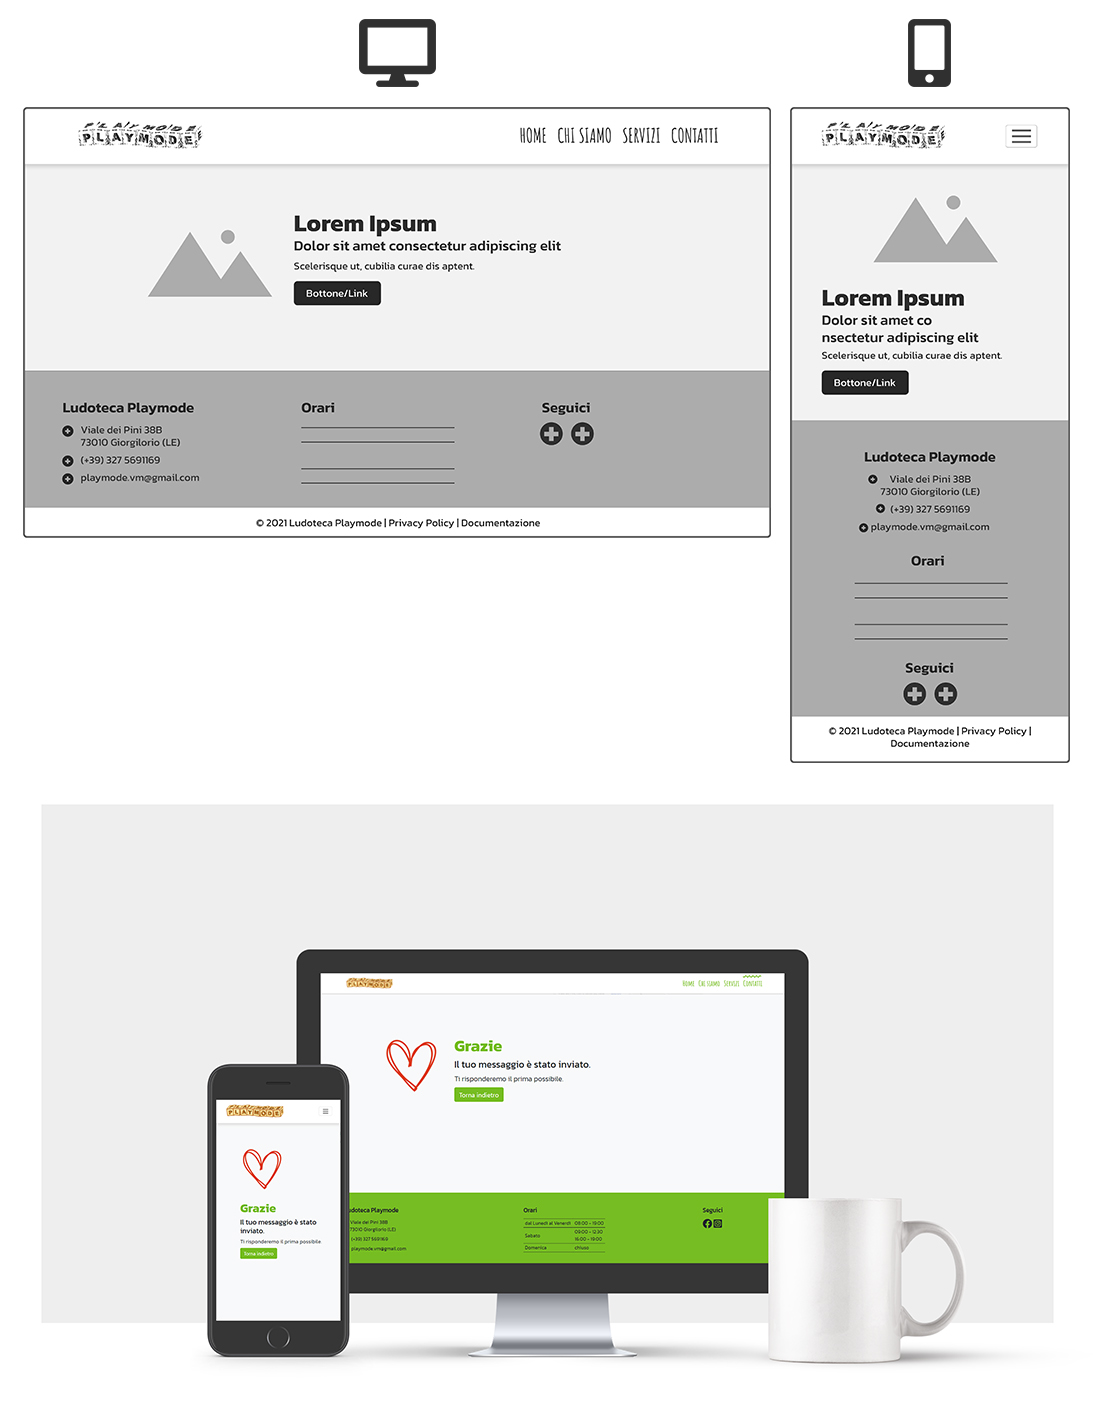 PLAYMODE
PLAYMODE
HOME CHI SIAMO SERVIZI CONTATTI
Lorem Ipsum
Dolor sit amet consectetur adipiscing elit
Scelerisque ut, cubilia curae dis aptent.
Bottone/Link
Ludoteca Playmode
Viale dei Pini 38B
73010 Giorgilorio (LE)
(+39) 327 5691169
playmode.vm@gmail.com
Orari
Seguici
© 2021 Ludoteca Playmode | Privacy Policy | Documentazione
PLAYMODE
PLAYMODE
Lorem Ipsum
Dolor sit amet co
nsectetur adipiscing elit
Scelerisque ut, cubilia curae dis aptent.
Bottone/Link
Ludoteca Playmode
Viale dei Pini 38B
73010 Giorgilorio (LE)
(+39) 327 5691169
playmode.vm@gmail.com
Orari
Seguici
© 2021 Ludoteca Playmode | Privacy Policy |
Documentazione
PLAYMODE
PLAYMODE
Home Chi siamo Servizi Contatti
Grazie
Il tuo messaggio è stato inviato.
Ti risponderemo il prima possibile.
Torna indietro
udoteca Playmode
Viale dei Pini 38B
73010 Giorgilorio (LE)
(+39) 327 5691169
playmode.vm@gmail.com
Orari
dal Lunedì al Venerdì 08:00 - 19:00
Sabato 09:00 - 12:30
16:00 - 19:00
Domenica chiuso
Seguici
PLAYMODE
PLAYMODE
Grazie
Il tuo messaggio è stato
inviato.
Ti risponderemo il prima possibile.
Torna indietro